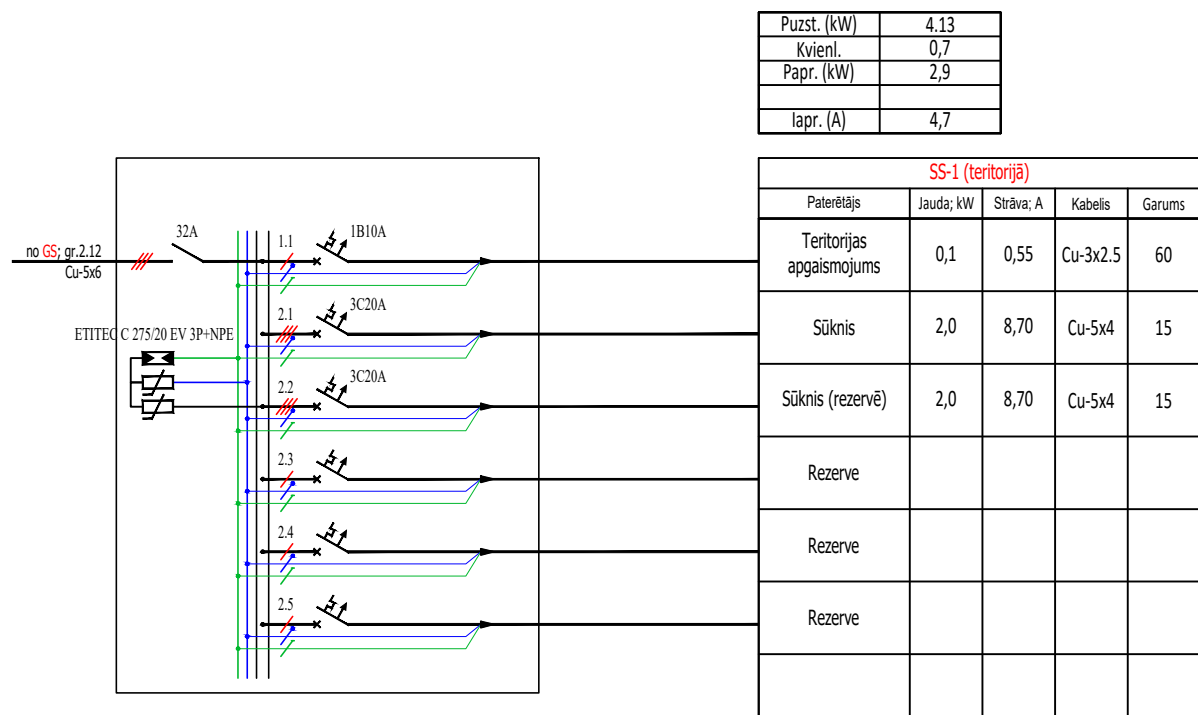 Puzst. (kW) 4.13
Kvienl. 0,7
Papr. (kW) 2,9
Iapr. (A) 4,7
SS-1 (teritorijā)
Paterētājs Jauda; kW Strāva; A Kabelis Garums
32A
no GS; gr.2.12
Cu-5x6
1.1 1B10A
Teritorijas apgaismojums 0,1 0,55 Cu-3x2.5 60
2.1 3C20A
Sūknis 2,0 8,70 Cu-5x4 15
ETITEC C 275/20 EV 3P+NPE
2.2 3C20A
Sūknis (rezervē) 2,0 8,70 Cu-5x4 15
2.3
Rezerve
2.4
Rezerve
2.5
Rezerve